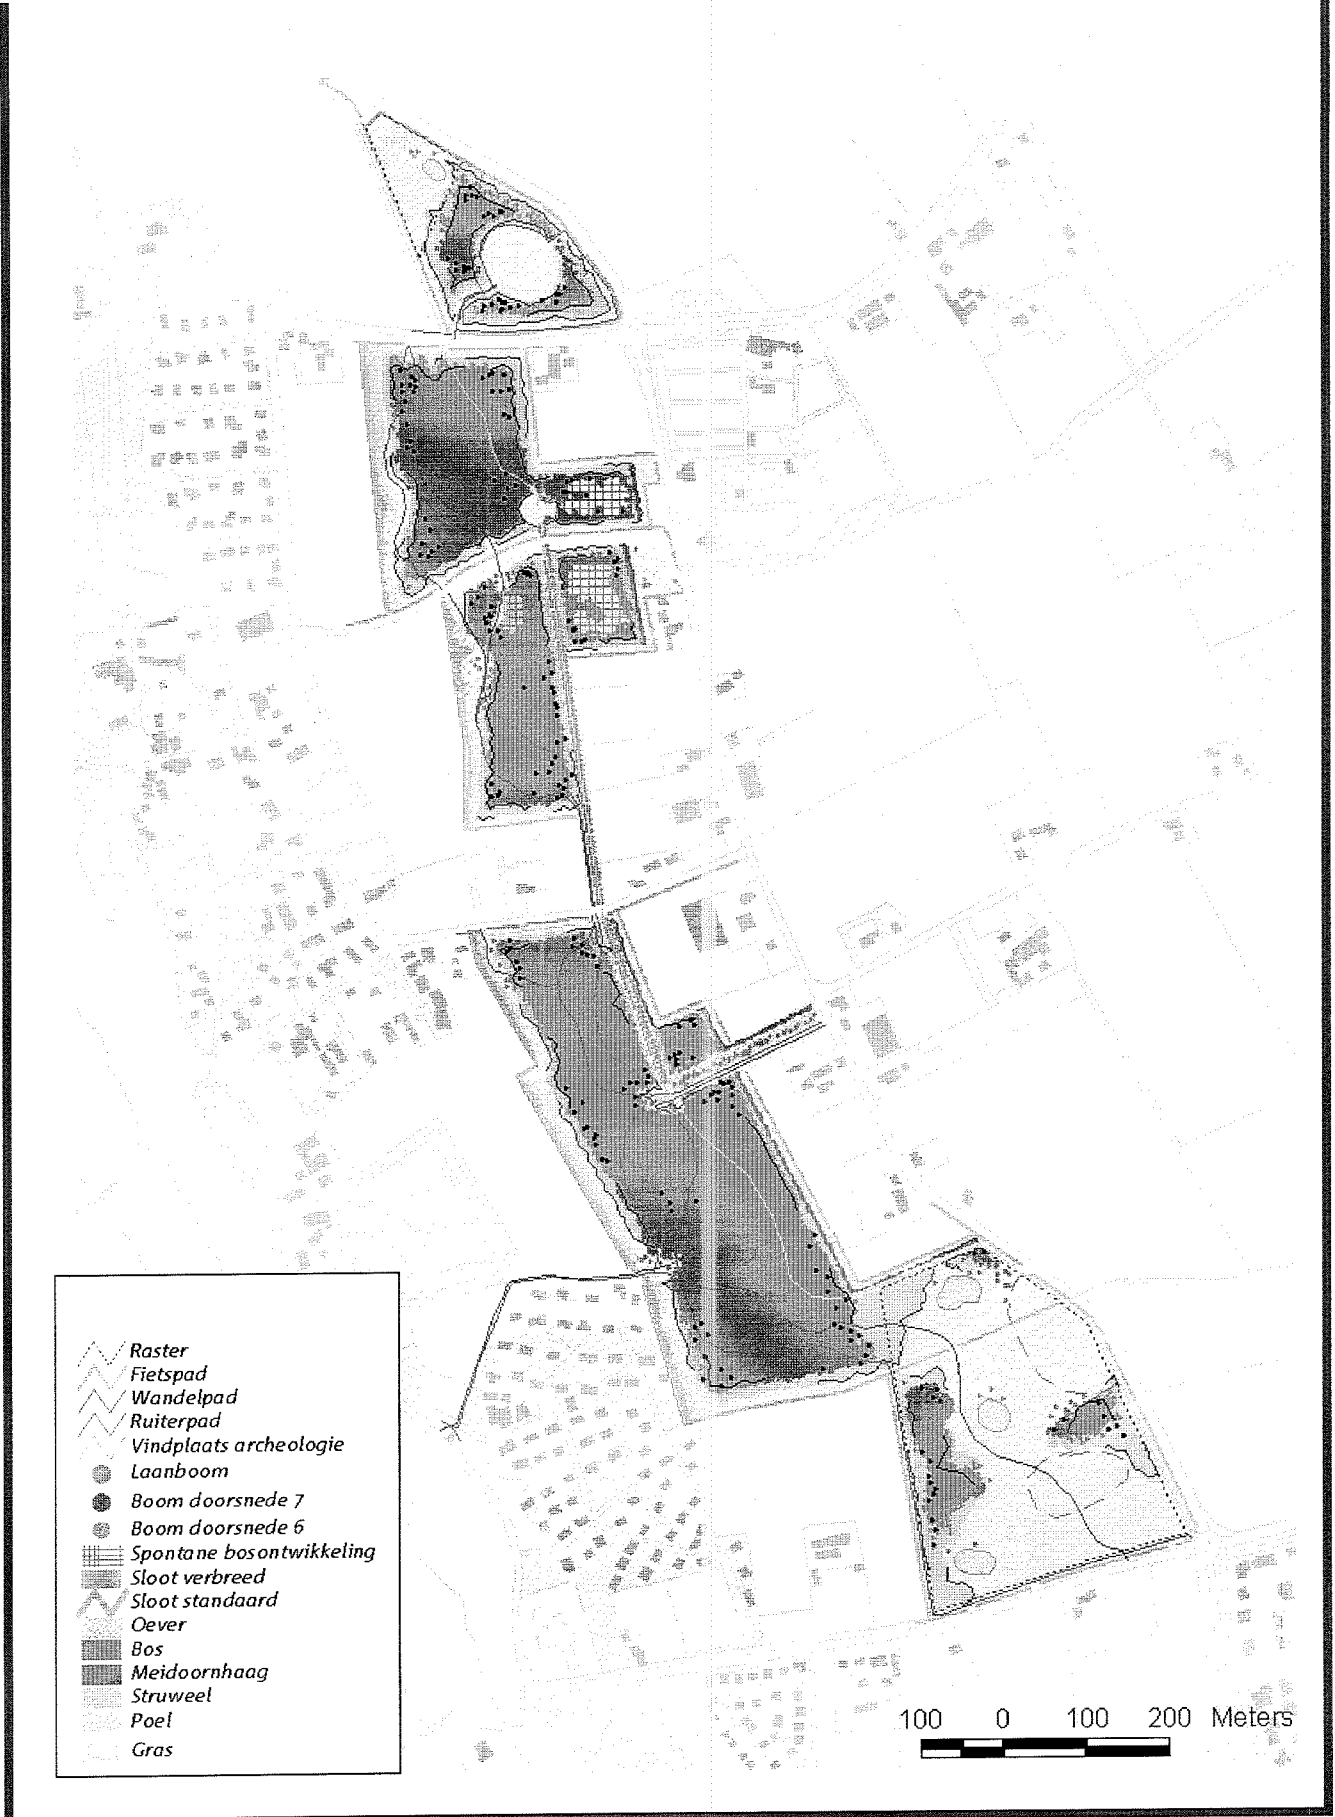 Raster
Fietspad
Wandelpad
Ruiterpad
Vindplaats archeologie
Laanboom
Boom doorsnede 7
Boom doorsnede 6
Spontane bosontwikkeling
Sloot verbreed
Sloot standaard
Oever
Bos
Meidoornhaag
Struweel
Poel
Gras
100 0 100 200 Meters